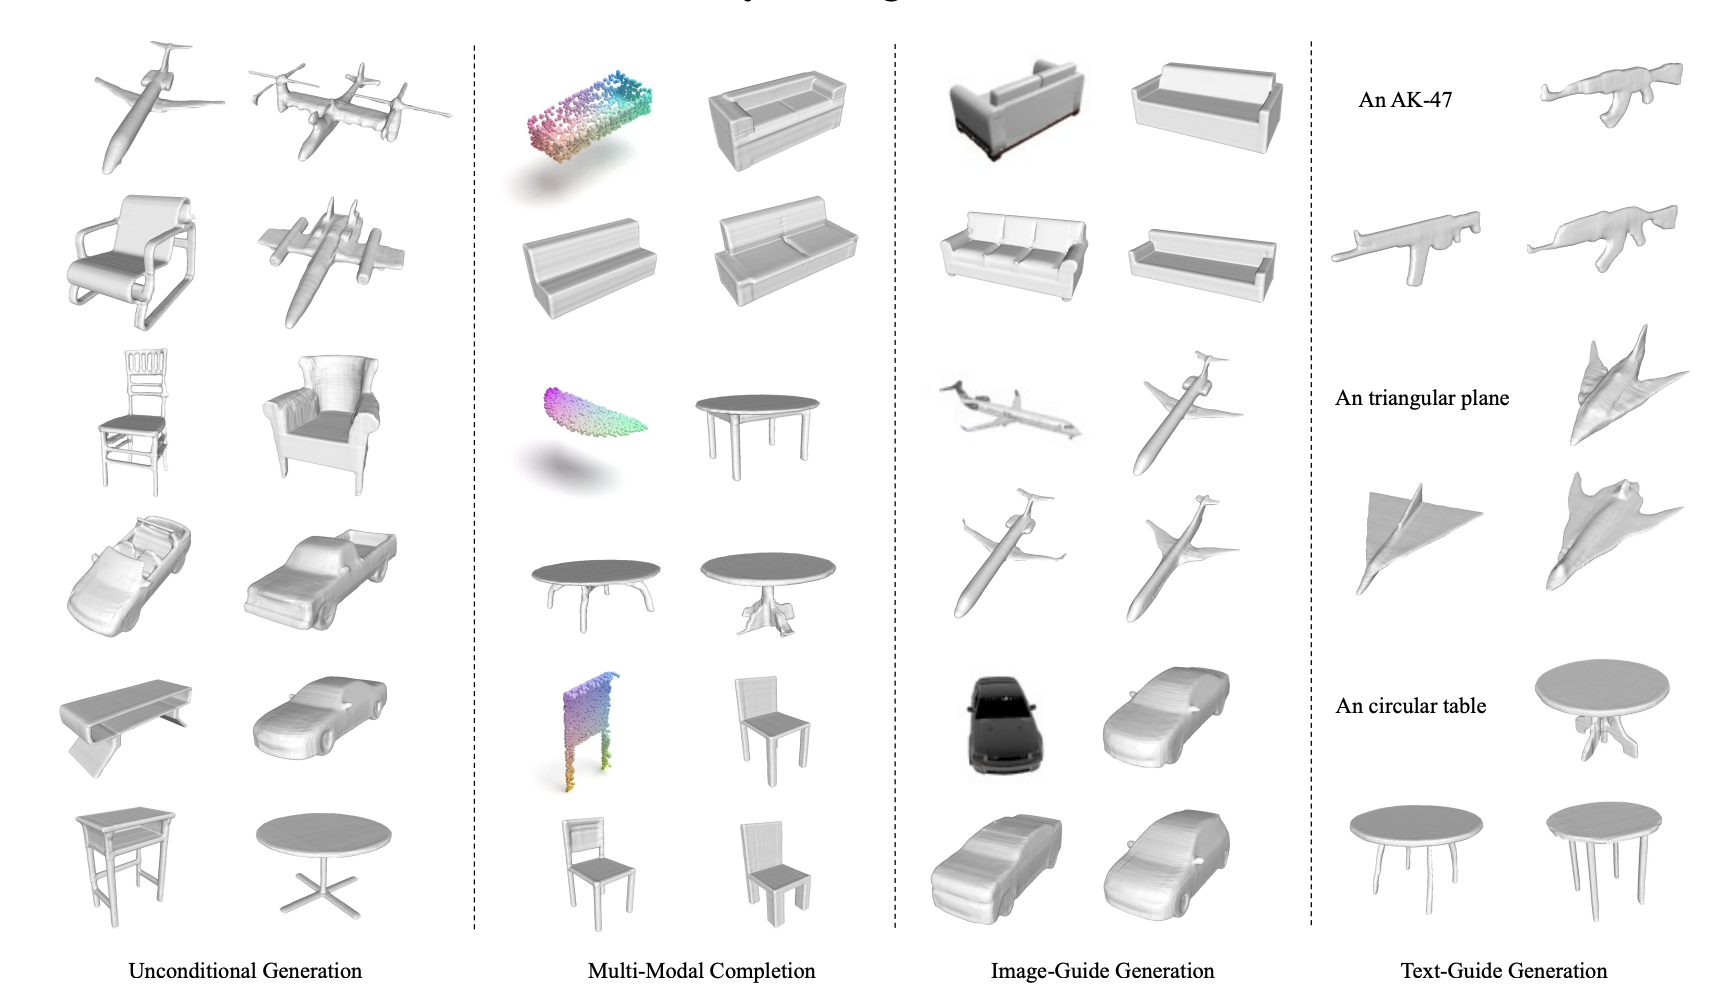 An AK-47
An triangular plane
An circular table
Unconditional Generation
Multi-Modal Completion
Image-Guide Generation
Text-Guide Generation